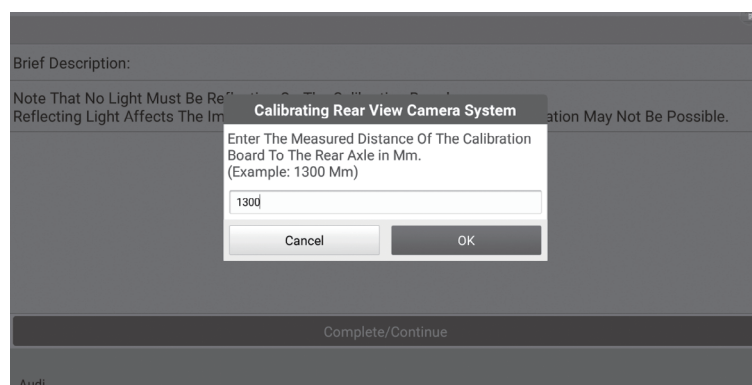 Brief Description:
Note That No Light Must Be
Reflecting Light Affects The
ation May Not Be Possible.
Calibrating Rear View Camera System
Enter The Measured Distance Of The Calibration
Board To The Rear Axle in Mm.
(Example: 1300 Mm)
1300
Cancel
OK
Complete/Continue
Audi